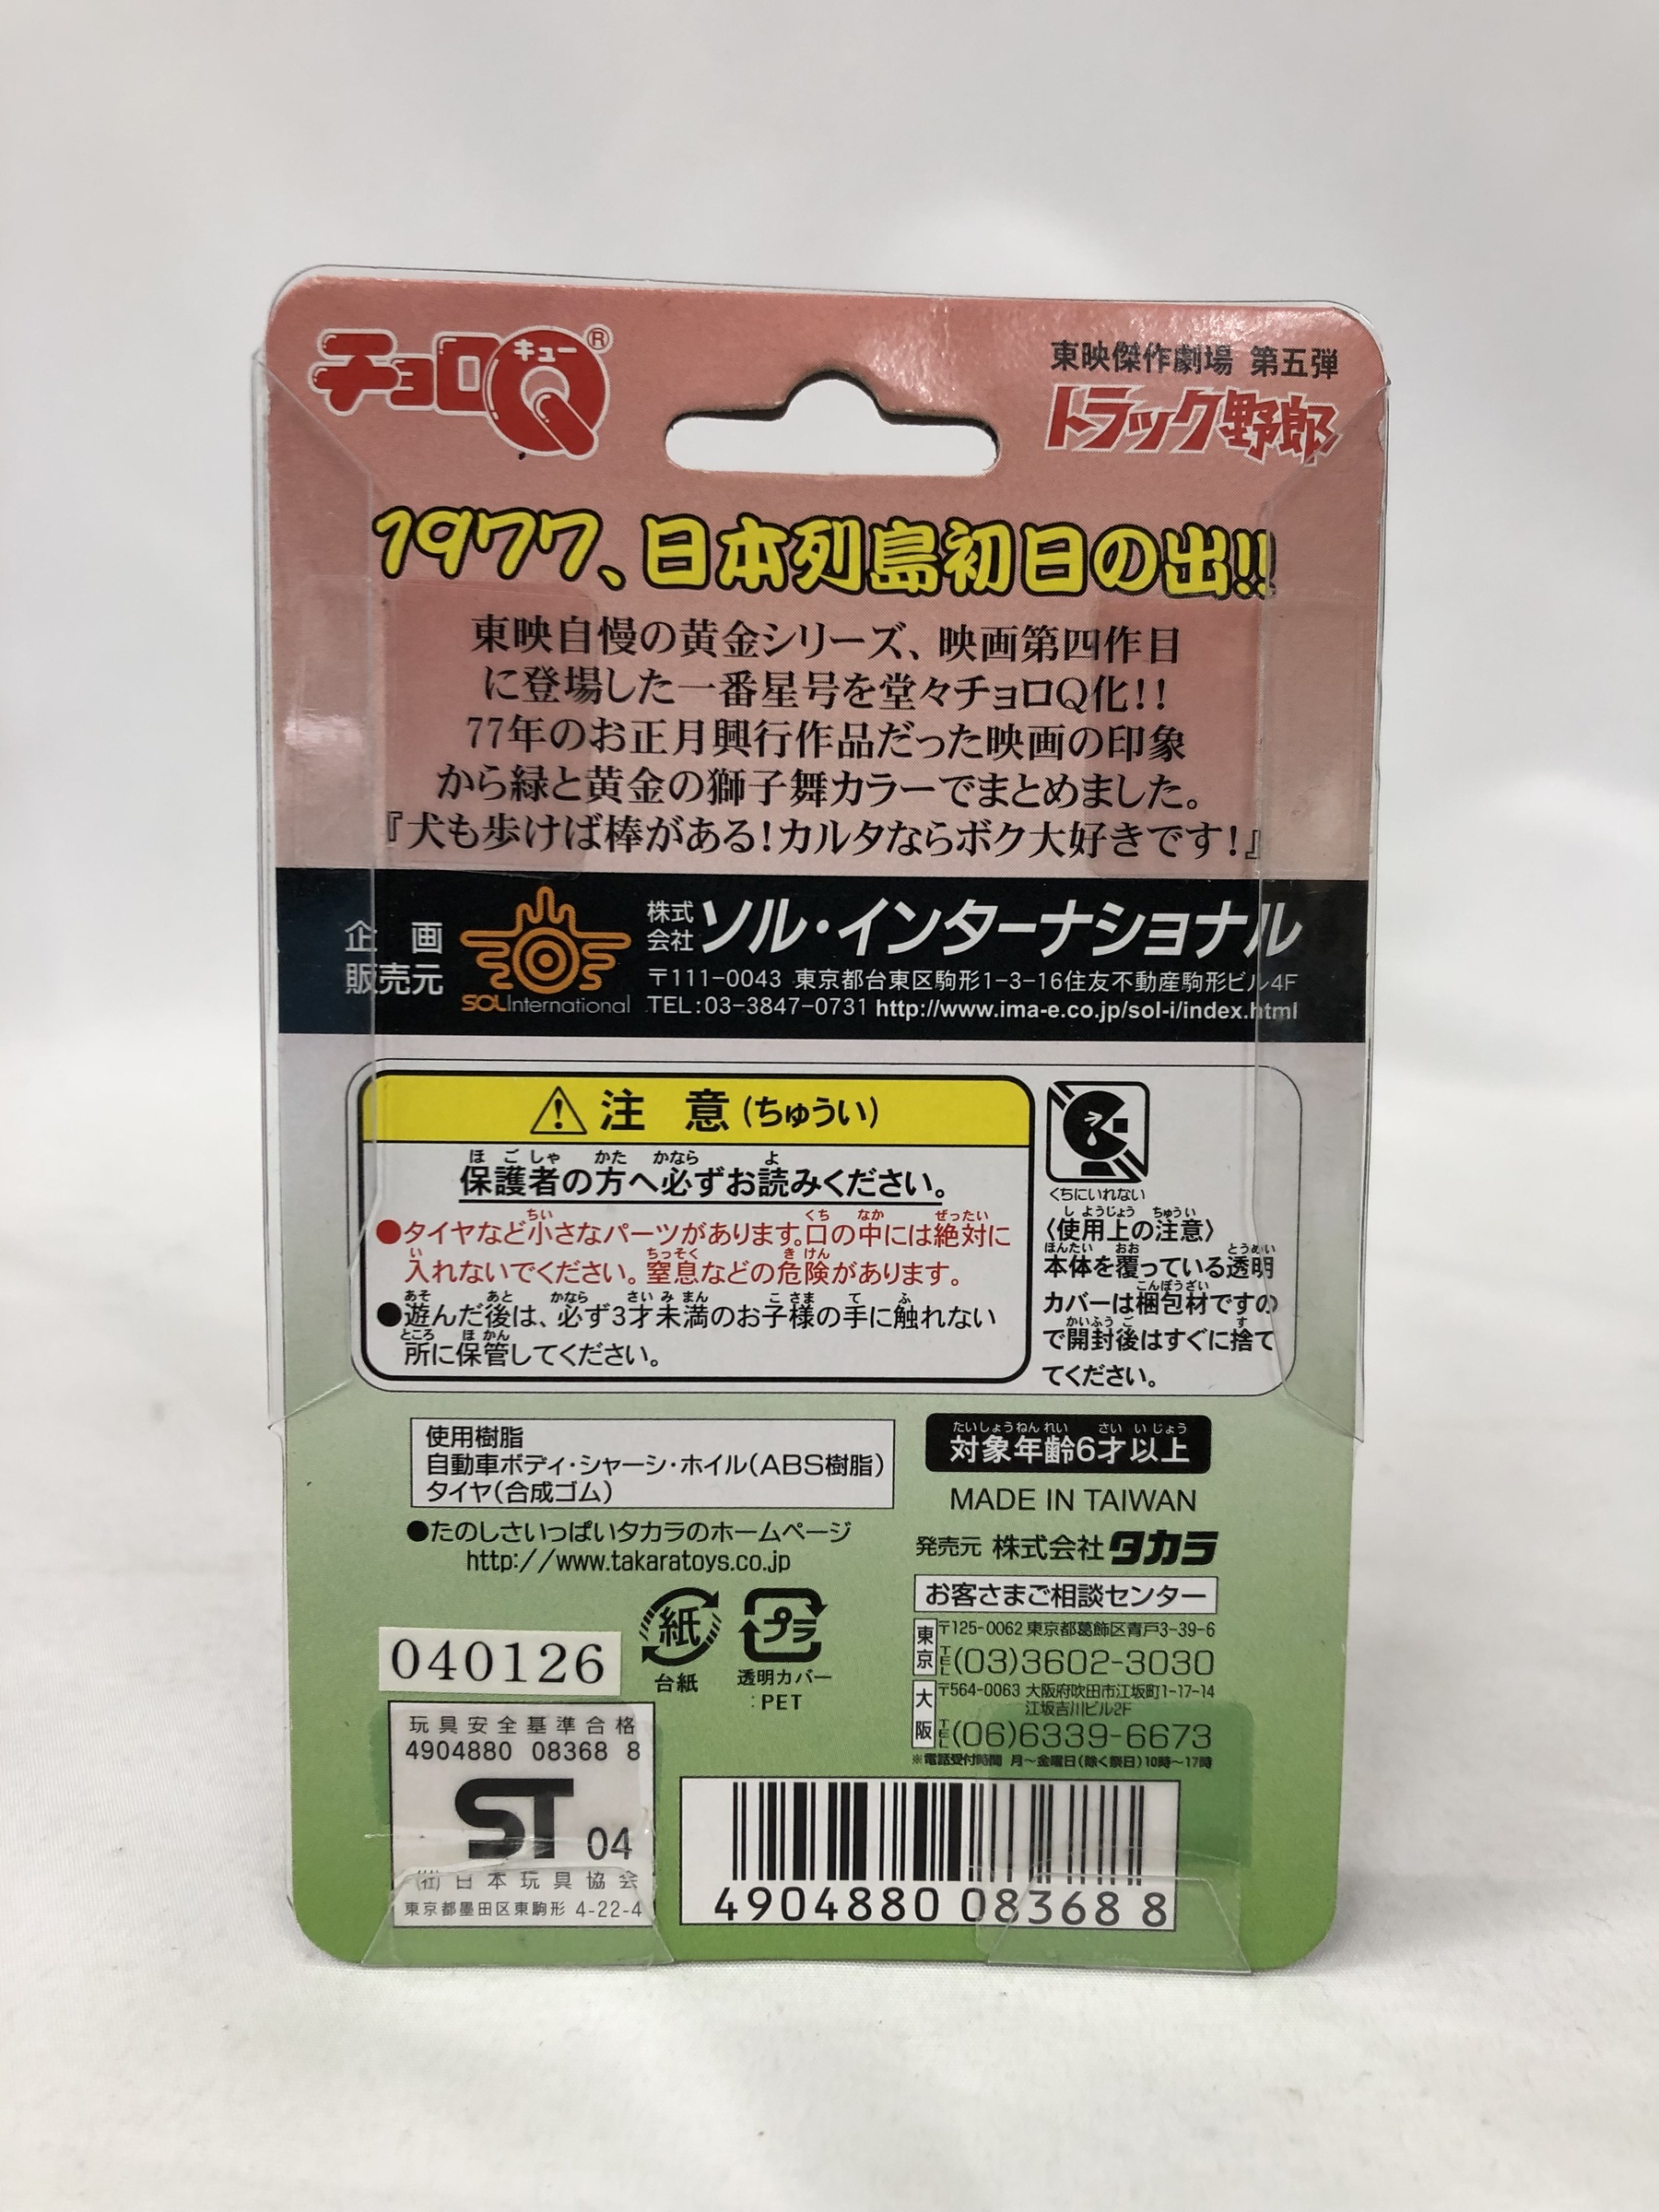 チョロQ キュー ®
東映傑作劇場 第五弾
トラック野郎
1977、日本列島初日の出!!
東映自慢の黄金シリーズ、映画第四作目
に登場した一番星号を堂々チョロQ化!!
77年のお正月興行作品だった映画の印象
から緑と黄金の獅子舞カラーでまとめました。
『犬も歩けば棒がある!カルタならボク大好きです!』
企画
販売元
SOL International
株式会社 ソル・インターナショナル
〒111-0043 東京都台東区駒形1-3-16住友不動産駒形ビル4F
TEL:03-3847-0731 http://www.ima-e.co.jp/sol-i/index.html
注意(ちゅうい)
保護者の方へ必ずお読みください。
●タイヤなど小さなパーツがあります。口の中には絶対に
入れないでください。窒息などの危険があります。
●遊んだ後は、必ず3才未満のお子様の手に触れない
所に保管してください。
くちにいれない
〈使用上の注意〉
本体を覆っている透明
カバーは梱包材ですの
で開封後はすぐに捨て
てください。
使用樹脂
自動車ボディ・シャーシ・ホイル(ABS樹脂)
タイヤ(合成ゴム)
対象年齢6才以上
MADE IN TAIWAN
●たのしさいっぱいタカラのホームページ
http://www.takaratoys.co.jp
発売元 株式会社タカラ
お客さまご相談センター
東京 〒125-0062 東京都葛飾区青戸3-39-6
TEL(03)3602-3030
大阪 〒564-0063 大阪府吹田市江坂町1-17-14
江坂吉川ビル2F
TEL(06)6339-6673
※電話受付時間 月～金曜日(除く祭日)10時～17時
紙
台紙
プラ
透明カバー
:PET
040126
玩具安全基準合格
4904880 08368 8
ST 04
(社)日本玩具協会
東京都墨田区東駒形 4-22-4
4904880 08368 8